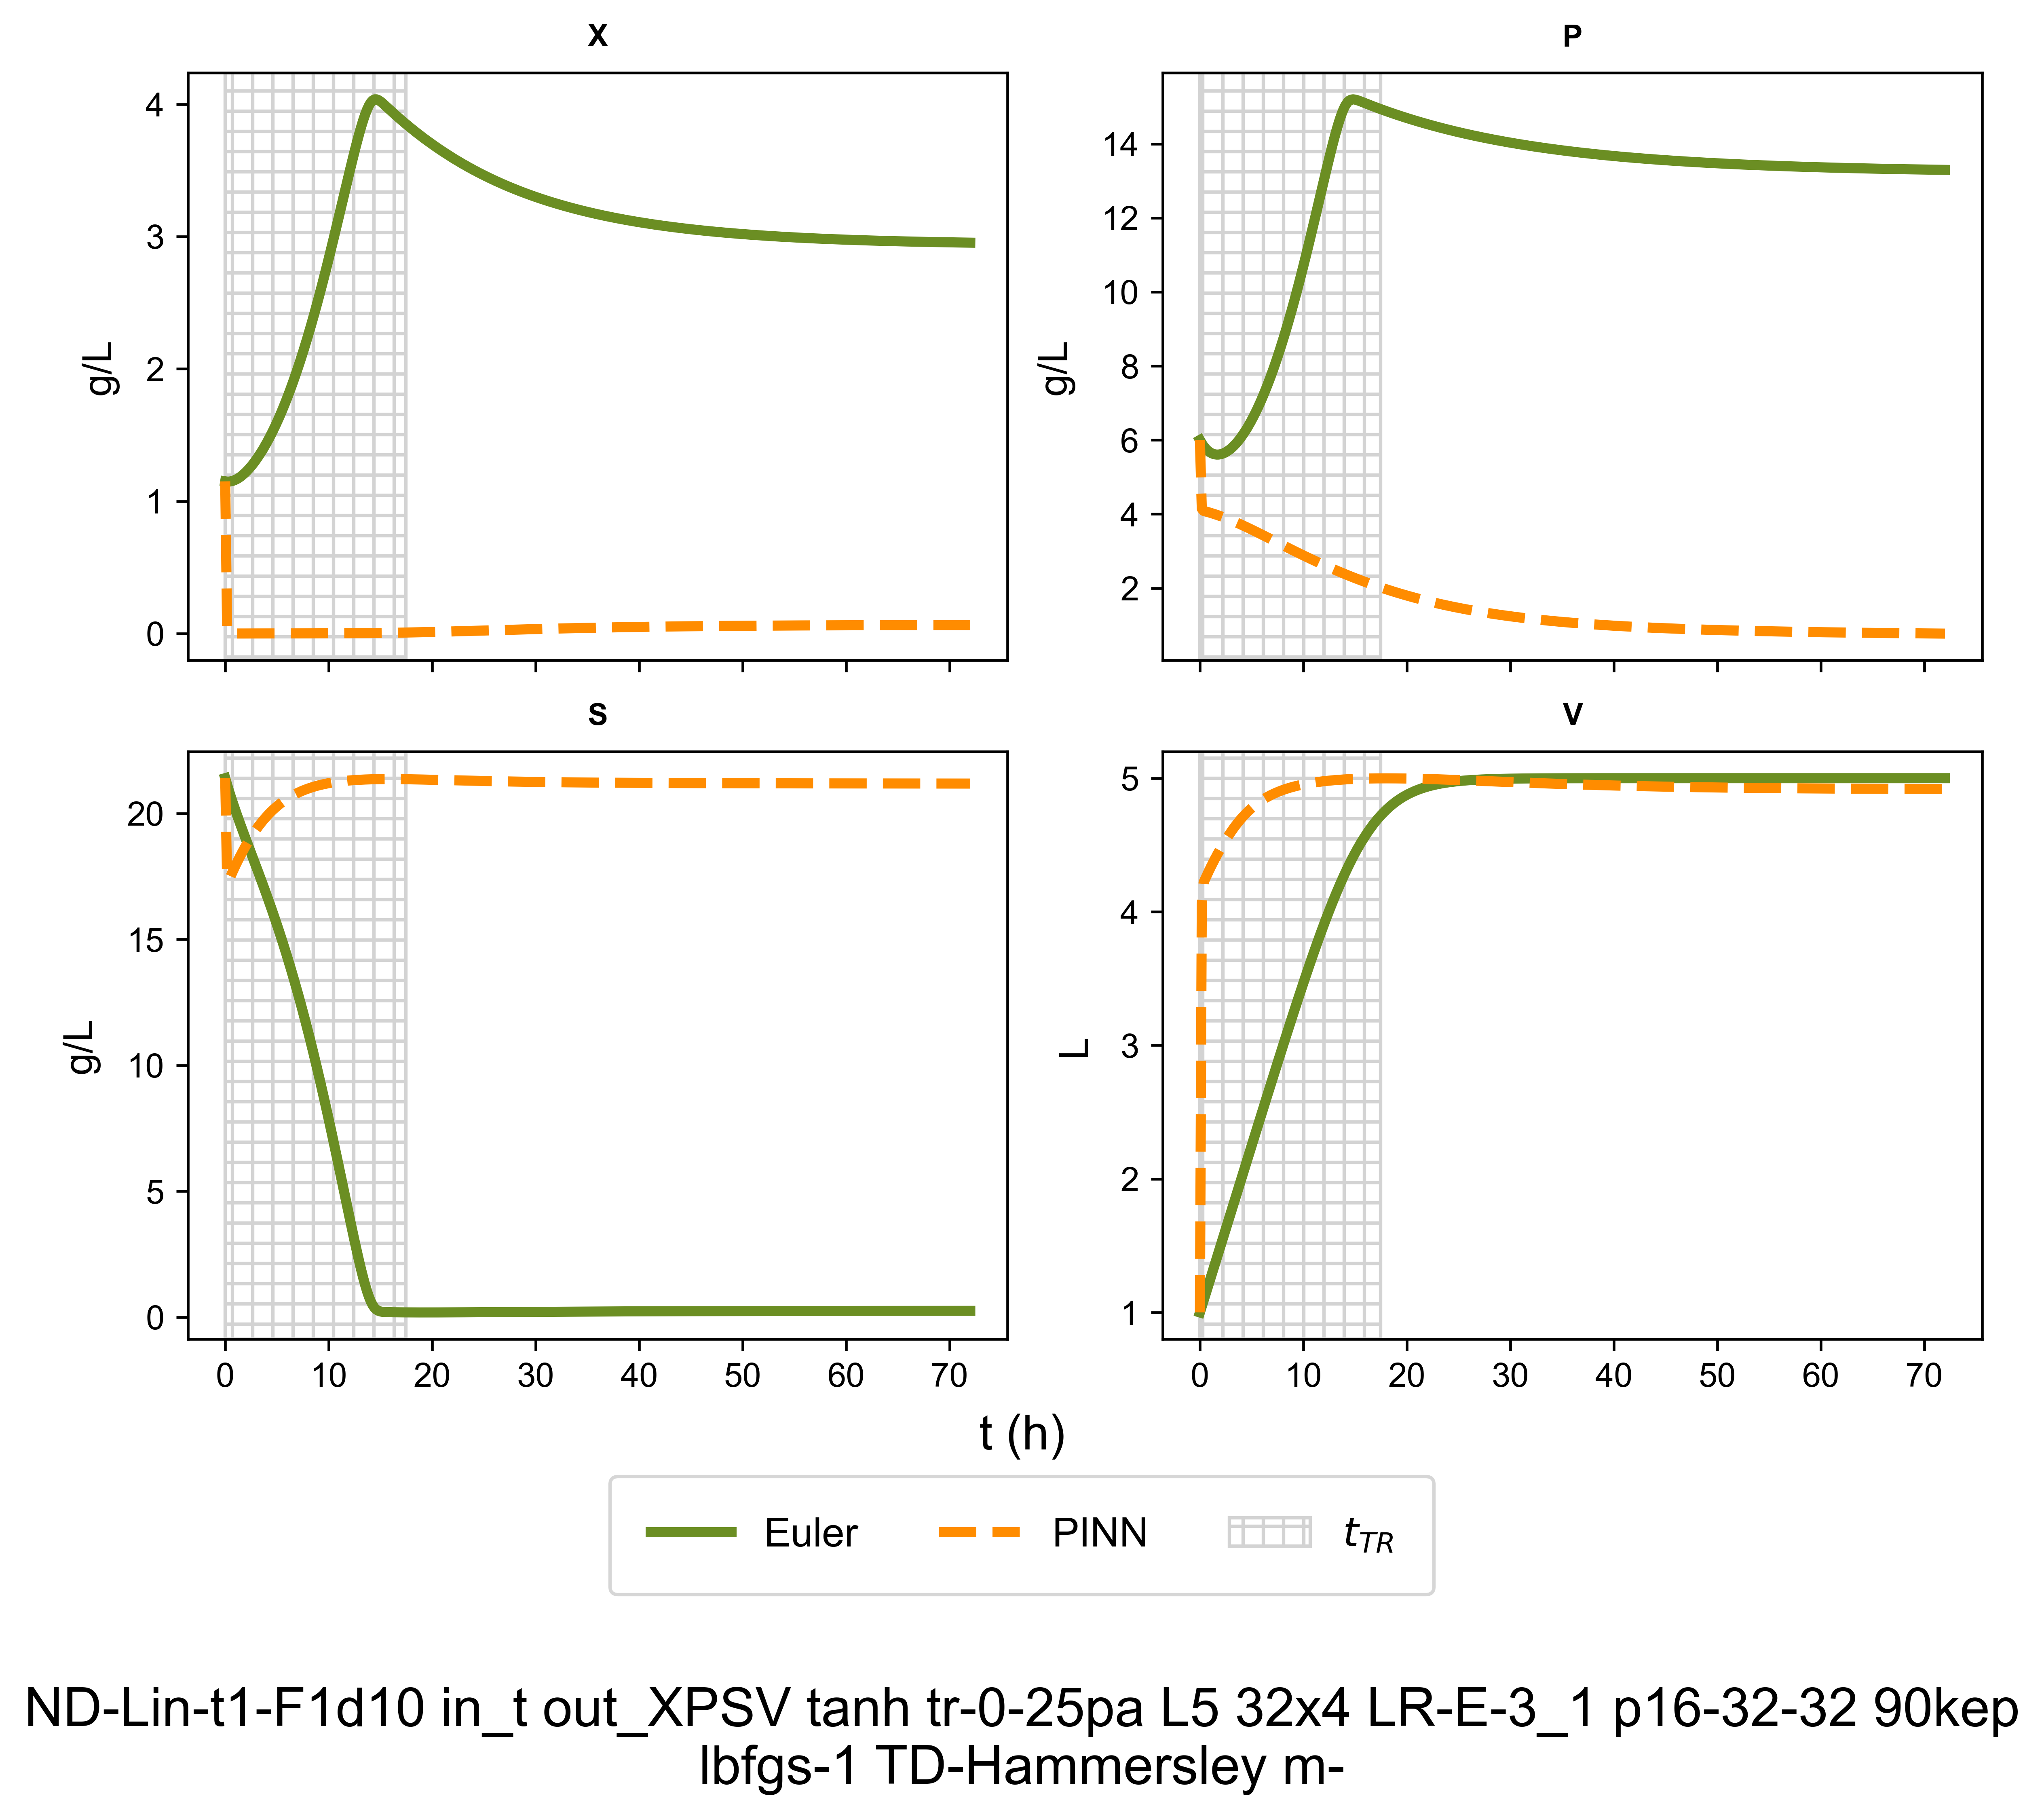 X
P
4
3
2
1
0
g/L
14
12
10
8
6
4
2
g/L
S
V
20
15
10
5
0
g/L
5
4
3
2
1
L
0 10 20 30 40 50 60 70
0 10 20 30 40 50 60 70
t (h)
Euler PINN t_TR
ND-Lin-t1-F1d10 in_t out_XPSV tanh tr-0-25pa L5 32x4 LR-E-3_1 p16-32-32 90kep
lbfgs-1 TD-Hammersley m-